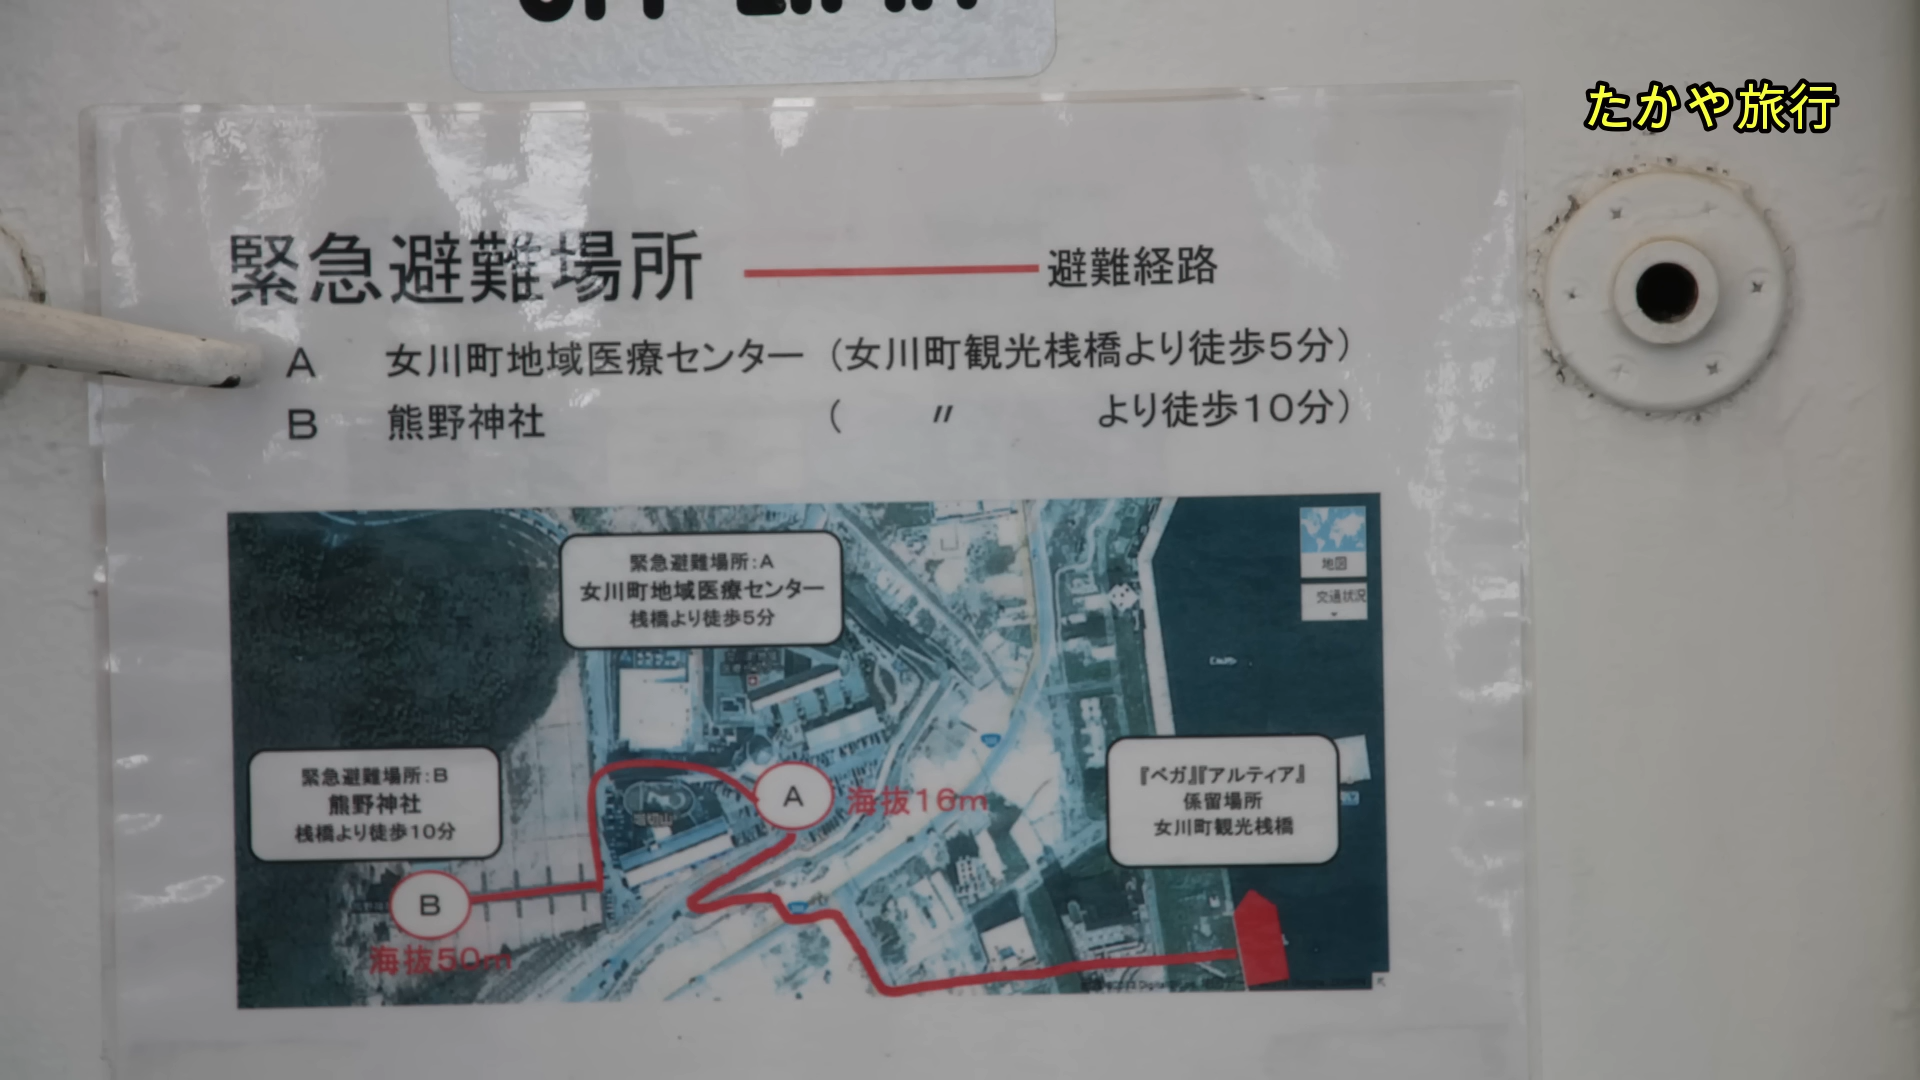 たかや旅行
緊急避難場所
避難経路
A 女川町地域医療センター（女川町観光桟橋より徒歩5分）
B 熊野神社 （ 〃 より徒歩10分）
緊急避難場所:A
女川町地域医療センター
桟橋より徒歩5分
地図
交通状況
緊急避難場所:B
熊野神社
桟橋より徒歩10分
『ベガ』『アルティア』
係留場所
女川町観光桟橋
A
海抜16m
堀切山
B
海抜50m